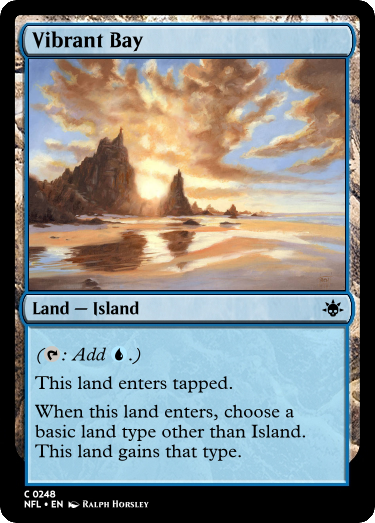 Vibrant Bay
Land — Island
(T: Add 💧.)
This land enters tapped.
When this land enters, choose a
basic land type other than Island.
This land gains that type.
C 0248
NFL • EN Ralph Horsley